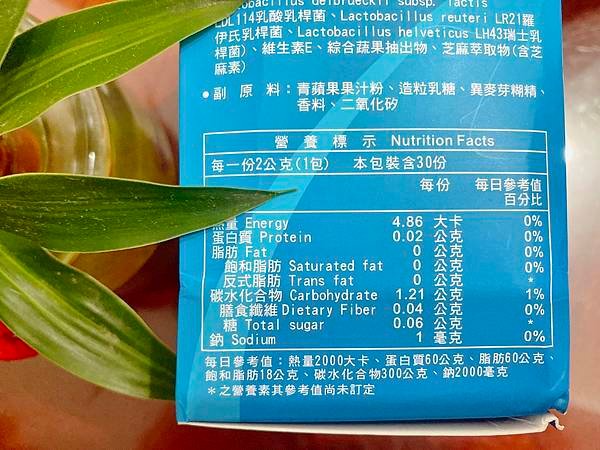 delbrueckii subsp. lactis
LDL114乳酸乳桿菌、Lactobacillus reuteri LR21羅
伊氏乳桿菌、Lactobacillus helveticus LH43瑞士乳
桿菌)、維生素E、綜合蔬果抽出物、芝麻萃取物(含芝
麻素)
●副 原 料：青蘋果果汁粉、造粒乳糖、異麥芽糊精、
香料、二氧化矽
營 養 標 示 Nutrition Facts
每一份2公克(1包) 本包裝含30份
每份 每日參考值
百分比
熱量 Energy 4.86 大卡 0%
蛋白質 Protein 0.02 公克 0%
脂肪 Fat 0 公克 0%
飽和脂肪 Saturated fat 0 公克 0%
反式脂肪 Trans fat 0 公克 *
碳水化合物 Carbohydrate 1.21 公克 1%
膳食纖維 Dietary Fiber 0.04 公克 0%
糖 Total sugar 0.06 公克 *
鈉 Sodium 1 毫克 0%
每日參考值：熱量2000大卡、蛋白質60公克、脂肪60公克、
飽和脂肪18公克、碳水化合物300公克、鈉2000毫克
＊之營養素其參考值尚未訂定